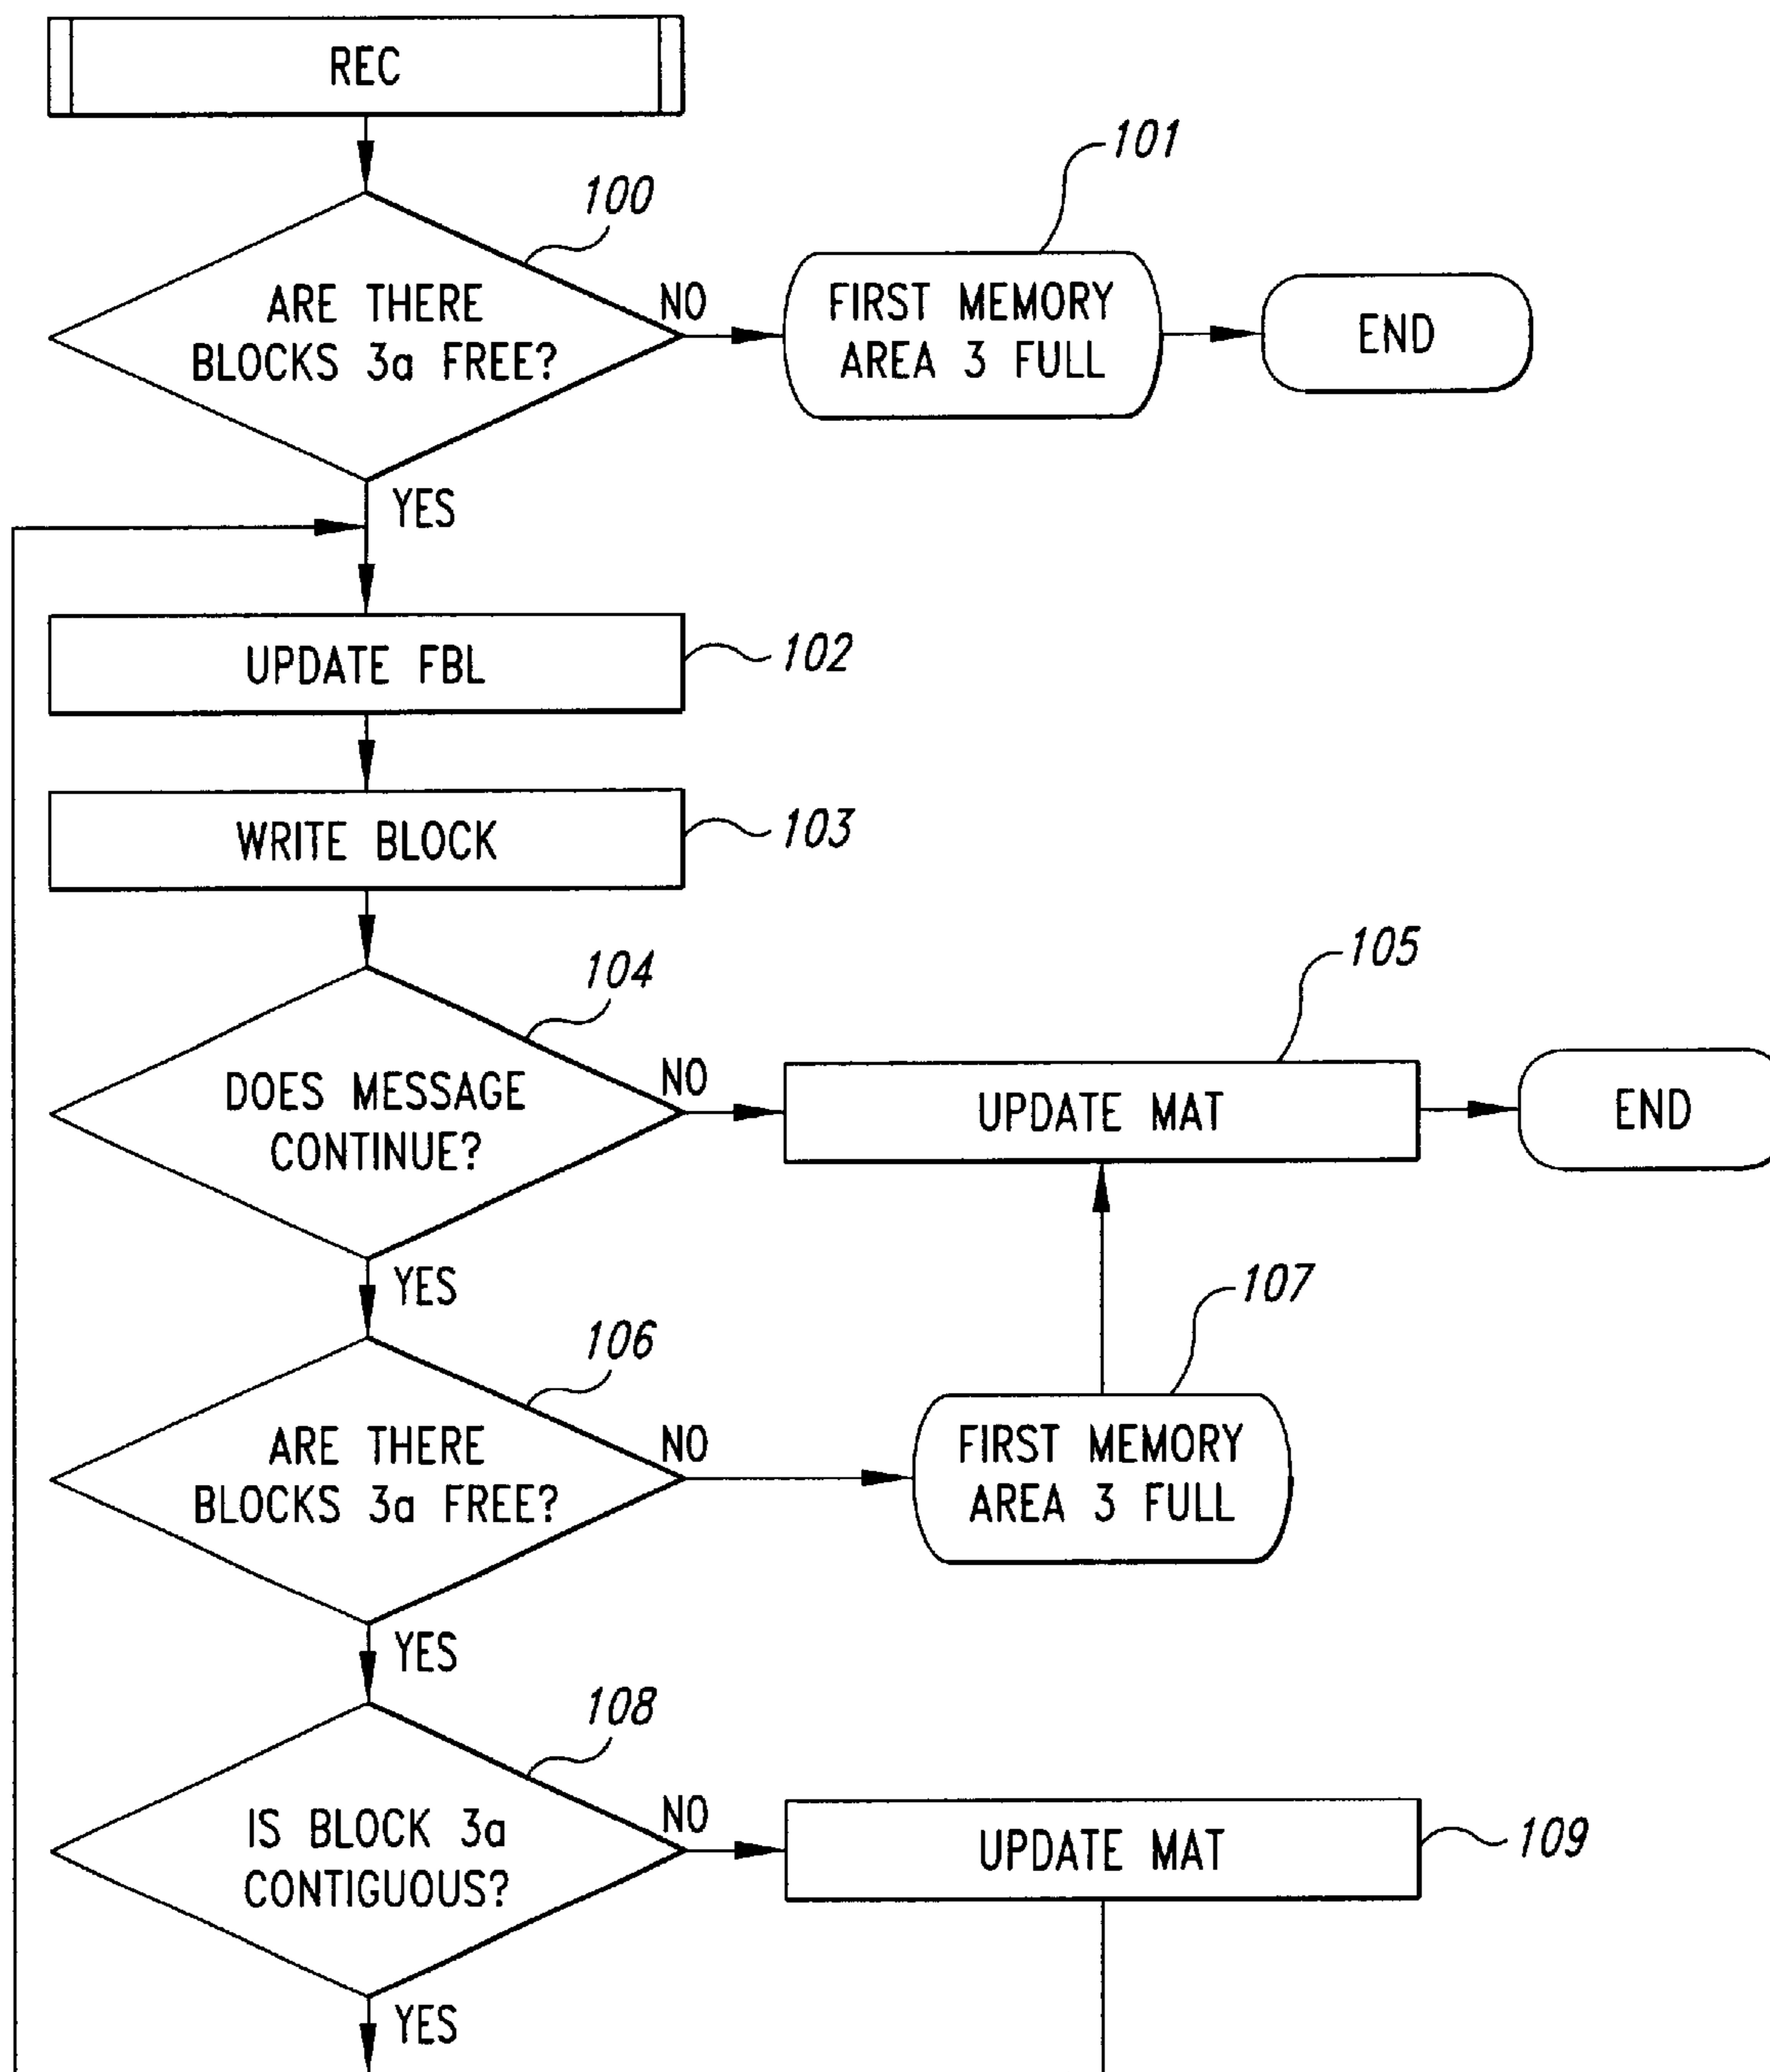 REC
100
101
ARE THERE
BLOCKS 3a FREE?
NO
FIRST MEMORY
AREA 3 FULL
END
YES
UPDATE FBL
102
WRITE BLOCK
103
104
105
DOES MESSAGE
CONTINUE?
NO
UPDATE MAT
END
YES
106
107
ARE THERE
BLOCKS 3a FREE?
NO
FIRST MEMORY
AREA 3 FULL
YES
108
IS BLOCK 3a
CONTIGUOUS?
NO
UPDATE MAT
109
YES